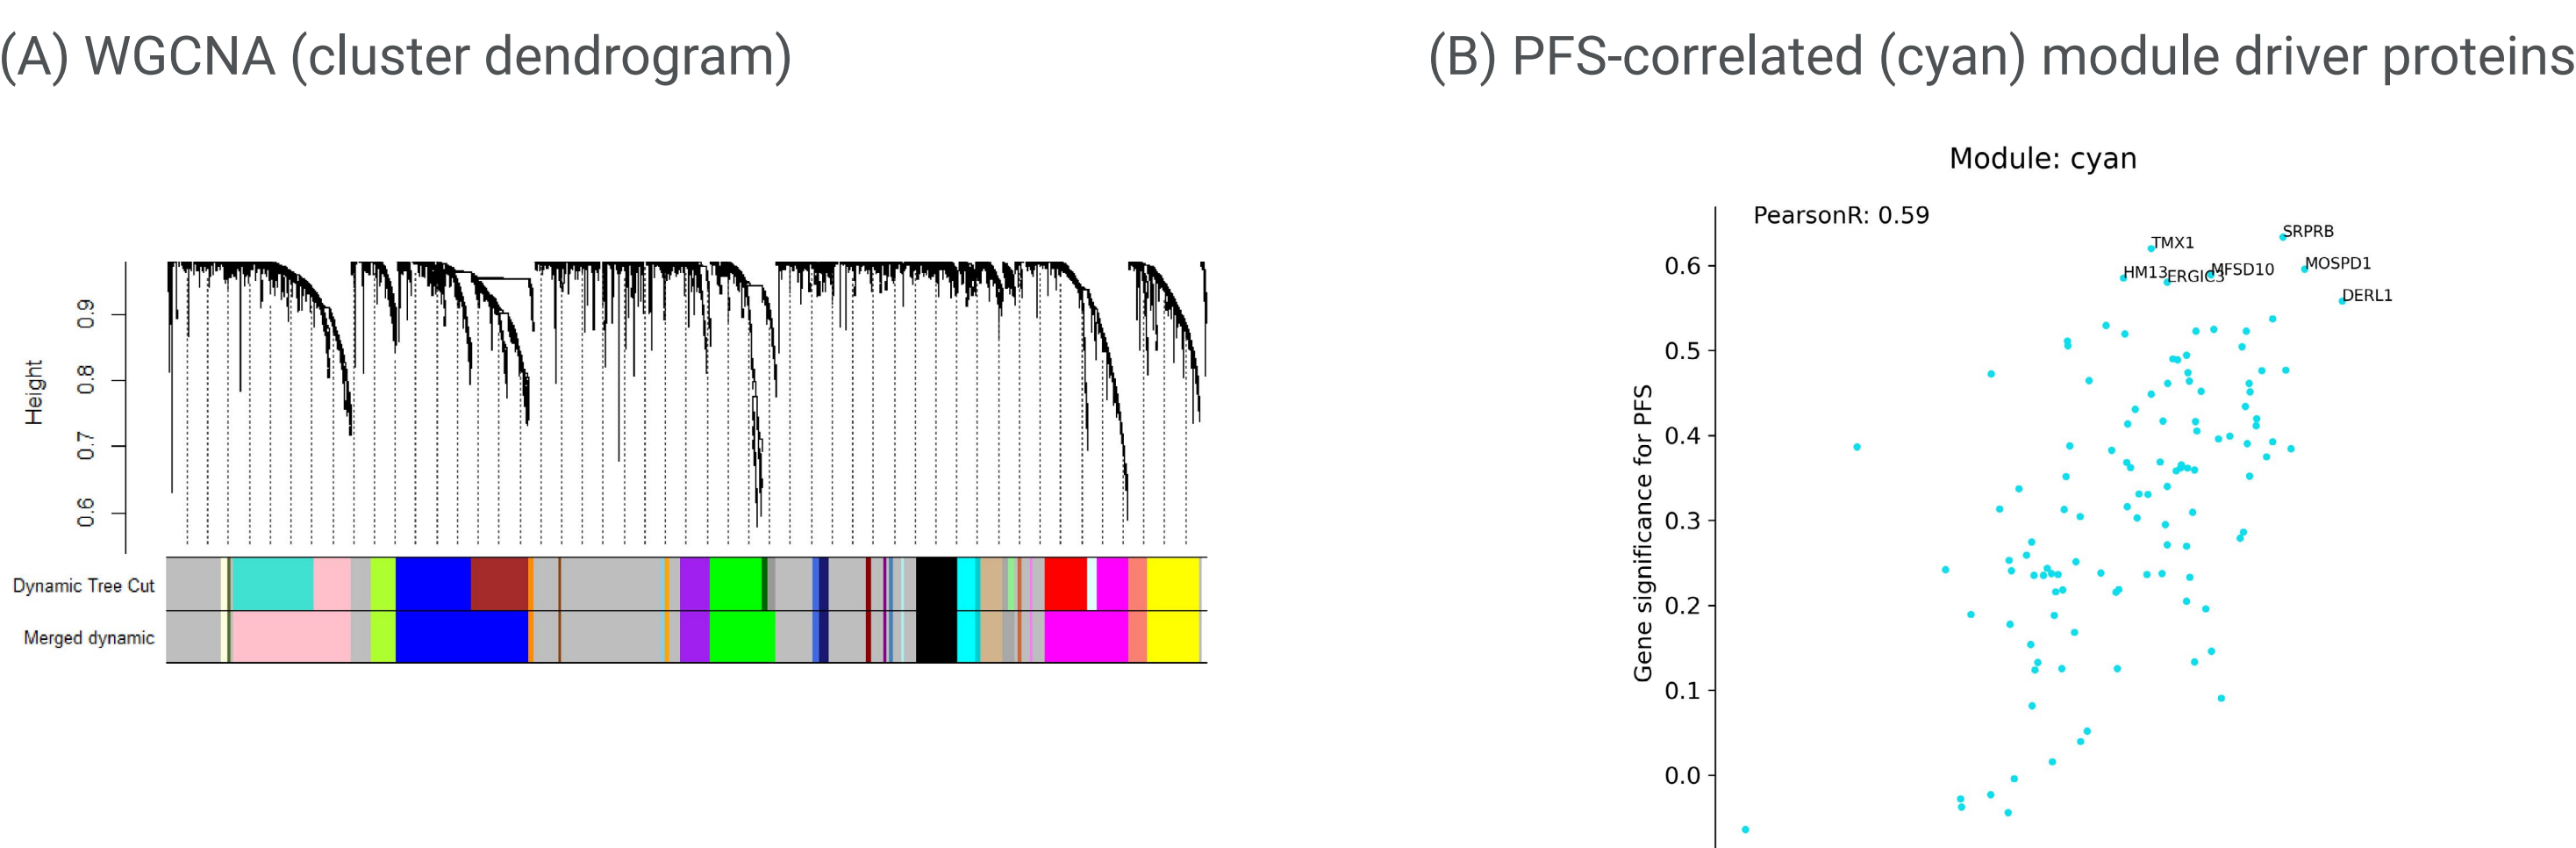 (A) WGCNA (cluster dendrogram)
Height
0.9
0.8
0.7
0.6
Dynamic Tree Cut
Merged dynamic
(B) PFS-correlated (cyan) module driver proteins
Module: cyan
PearsonR: 0.59
Gene significance for PFS
0.6
0.5
0.4
0.3
0.2
0.1
0.0
SRPRB
TMX1
MOSPD1
HM13
ERGIC3
MFSD10
DERL1